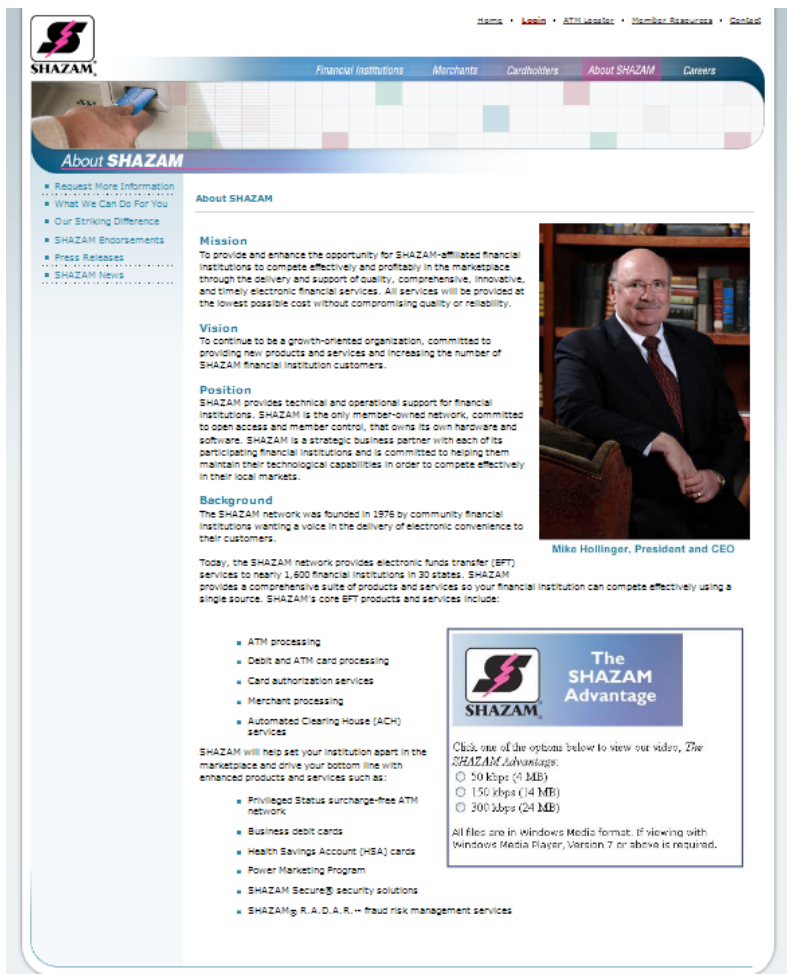 Home • Login • ATM Locator • Member Resources • Contact
SHAZAM
Financial Institutions Merchants Cardholders About SHAZAM Careers
About SHAZAM
Request More Information
What We Can Do For You
Our Striking Difference
SHAZAM Endorsements
Press Releases
SHAZAM News
About SHAZAM
Mission
To provide and enhance the opportunity for SHAZAM-affiliated financial
institutions to compete effectively and profitably in the marketplace
through the delivery and support of quality, comprehensive, innovative,
and timely electronic financial services. All services will be provided at
the lowest possible cost without compromising quality or reliability.
Vision
To continue to be a growth-oriented organization, committed to
providing new products and services and increasing the number of
SHAZAM financial institution customers.
Position
SHAZAM provides technical and operational support for financial
institutions. SHAZAM is the only member-owned network, committed
to open access and member control, that owns its own hardware and
software. SHAZAM is a strategic business partner with each of its
participating financial institutions and is committed to helping them
maintain their technological capabilities in order to compete effectively
in their local markets.
Background
The SHAZAM network was founded in 1976 by community financial
institutions wanting a voice in the delivery of electronic convenience to
their customers.
Mike Hollinger, President and CEO
Today, the SHAZAM network provides electronic funds transfer (EFT)
services to nearly 1,600 financial institutions in 30 states. SHAZAM
provides a comprehensive suite of products and services so your financial institution can compete effectively using a
single source. SHAZAM's core EFT products and services include:
ATM processing
Debit and ATM card processing
Card authorization services
Merchant processing
Automated Clearing House (ACH)
services
SHAZAM will help set your institution apart in the
marketplace and drive your bottom line with
enhanced products and services such as:
Privileged Status surcharge-free ATM
network
Business debit cards
Health Savings Account (HSA) cards
Power Marketing Program
SHAZAM Secure® security solutions
SHAZAM® R.A.D.A.R.℠ fraud risk management services
SHAZAM
The
SHAZAM
Advantage
Click one of the options below to view our video, The
SHAZAM Advantage:
50 kbps (4 MB)
150 kbps (14 MB)
300 kbps (24 MB)
All files are in Windows Media format. If viewing with
Windows Media Player, Version 7 or above is required.